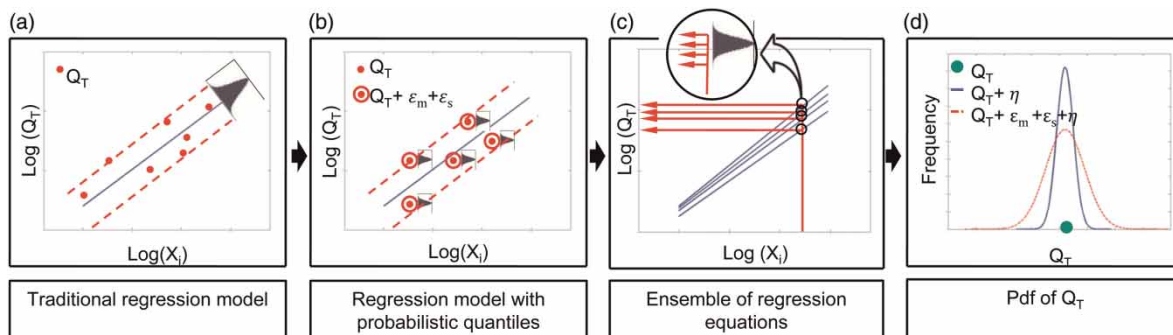 (a)
Q_T
Log (Q_T)
Log(X_i)
Traditional regression model
(b)
Q_T
Q_T + ε_m+ε_s
Log (Q_T)
Log(X_i)
Regression model with
probabilistic quantiles
(c)
Log (Q_T)
Log (X_i)
Ensemble of regression
equations
(d)
Q_T
Q_T+ η
Q_T+ ε_m+ε_s+η
Frequency
Q_T
Pdf of Q_T